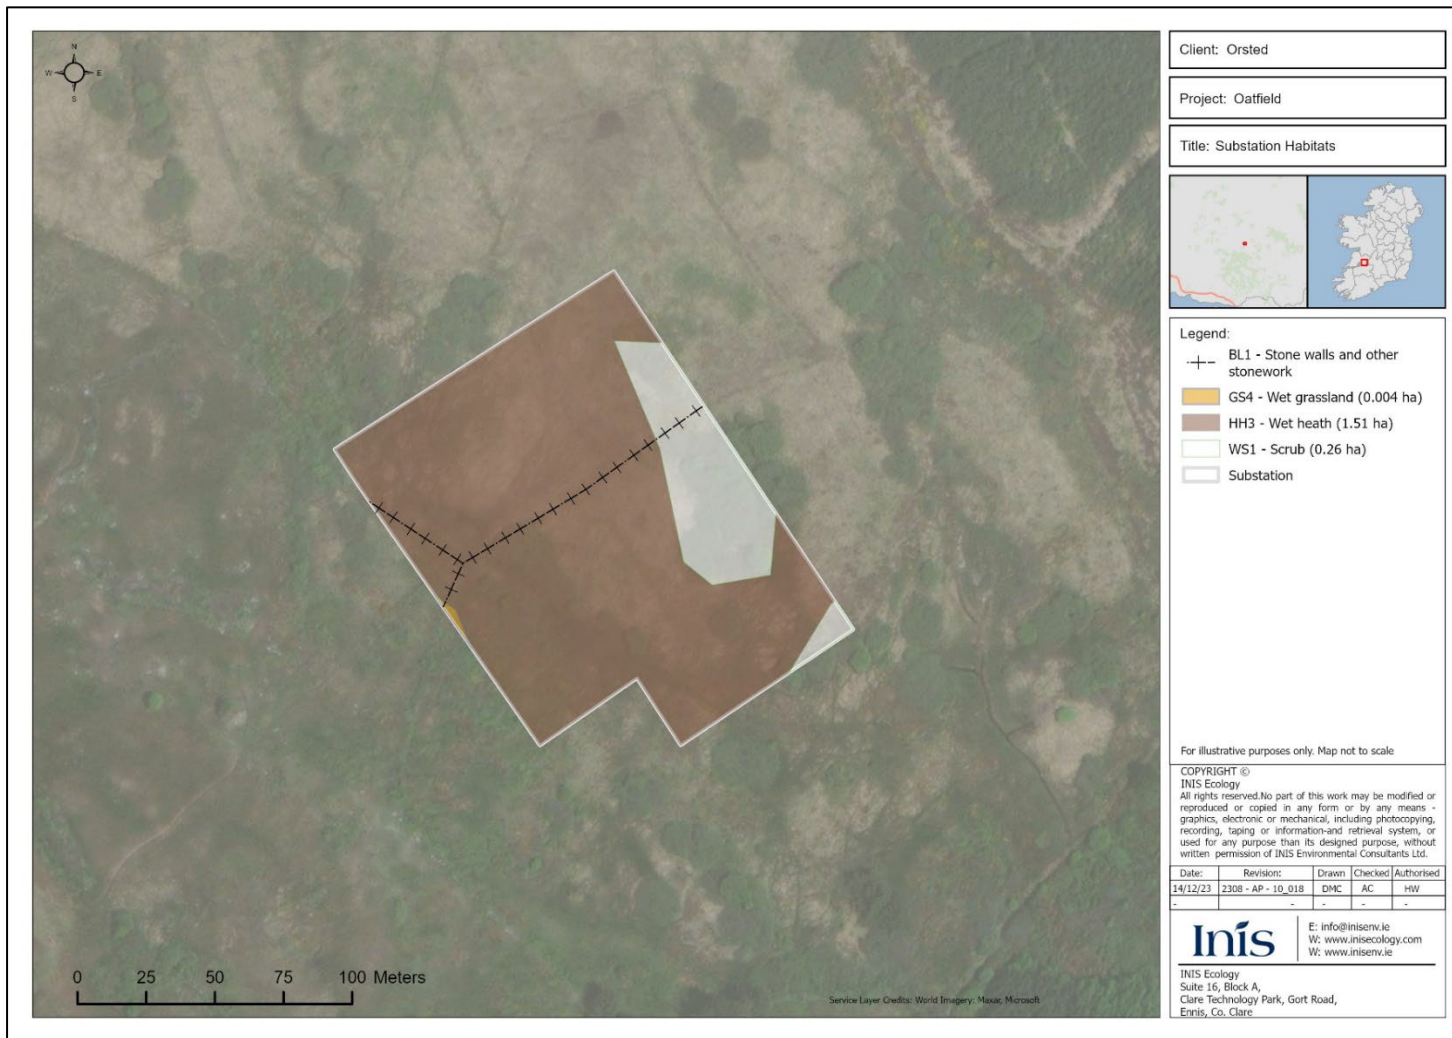 N
W E
S
0 25 50 75 100 Meters
Service Layer Credits: World Imagery: Maxar, Microsoft
Client: Orsted
Project: Oatfield
Title: Substation Habitats
Legend:
BL1 - Stone walls and other
stonework
GS4 - Wet grassland (0.004 ha)
HH3 - Wet heath (1.51 ha)
WS1 - Scrub (0.26 ha)
Substation
For illustrative purposes only. Map not to scale
COPYRIGHT ©
INIS Ecology
All rights reserved.No part of this work may be modified or
reproduced or copied in any form or by any means -
graphics, electronic or mechanical, including photocopying,
recording, taping or information-and retrieval system, or
used for any purpose than its designed purpose, without
written permission of INIS Environmental Consultants Ltd.
Date: Revision: Drawn Checked Authorised
14/12/23 2308 - AP - 10_018 DMC AC HW
- - - - -
Inis
E: info@inisenv.ie
W: www.inisecology.com
W: www.inisenv.ie
INIS Ecology
Suite 16, Block A,
Clare Technology Park, Gort Road,
Ennis, Co. Clare